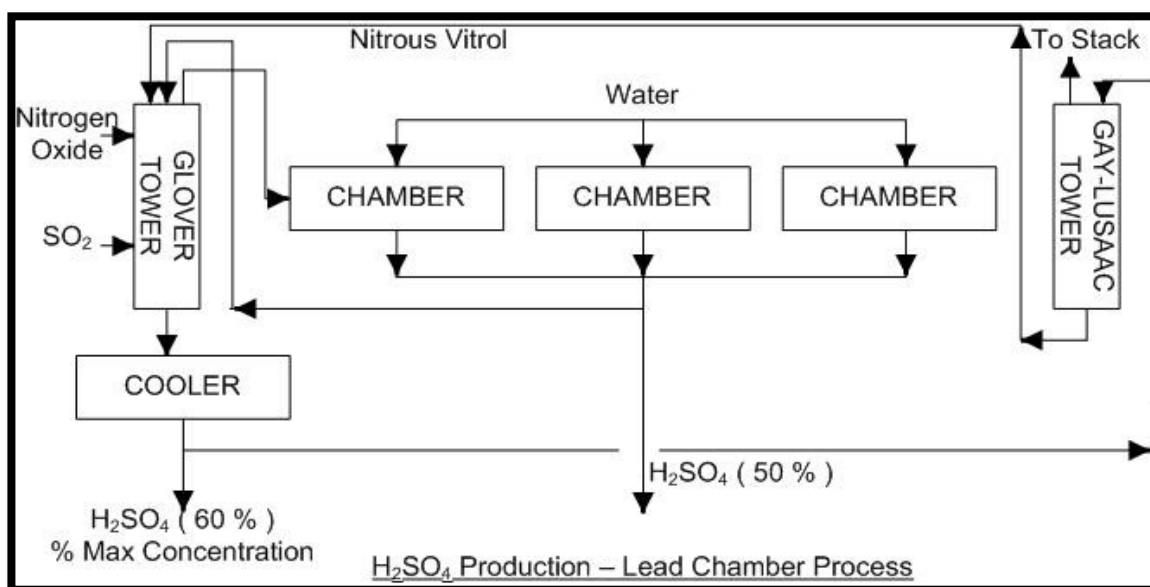 Nitrous Vitrol
To Stack
Water
Nitrogen
Oxide
GLOVER
TOWER
SO₂
CHAMBER
CHAMBER
CHAMBER
GAY-LUSAAC
TOWER
COOLER
H₂SO₄ ( 50 % )
H₂SO₄ ( 60 % )
% Max Concentration
H₂SO₄ Production – Lead Chamber Process